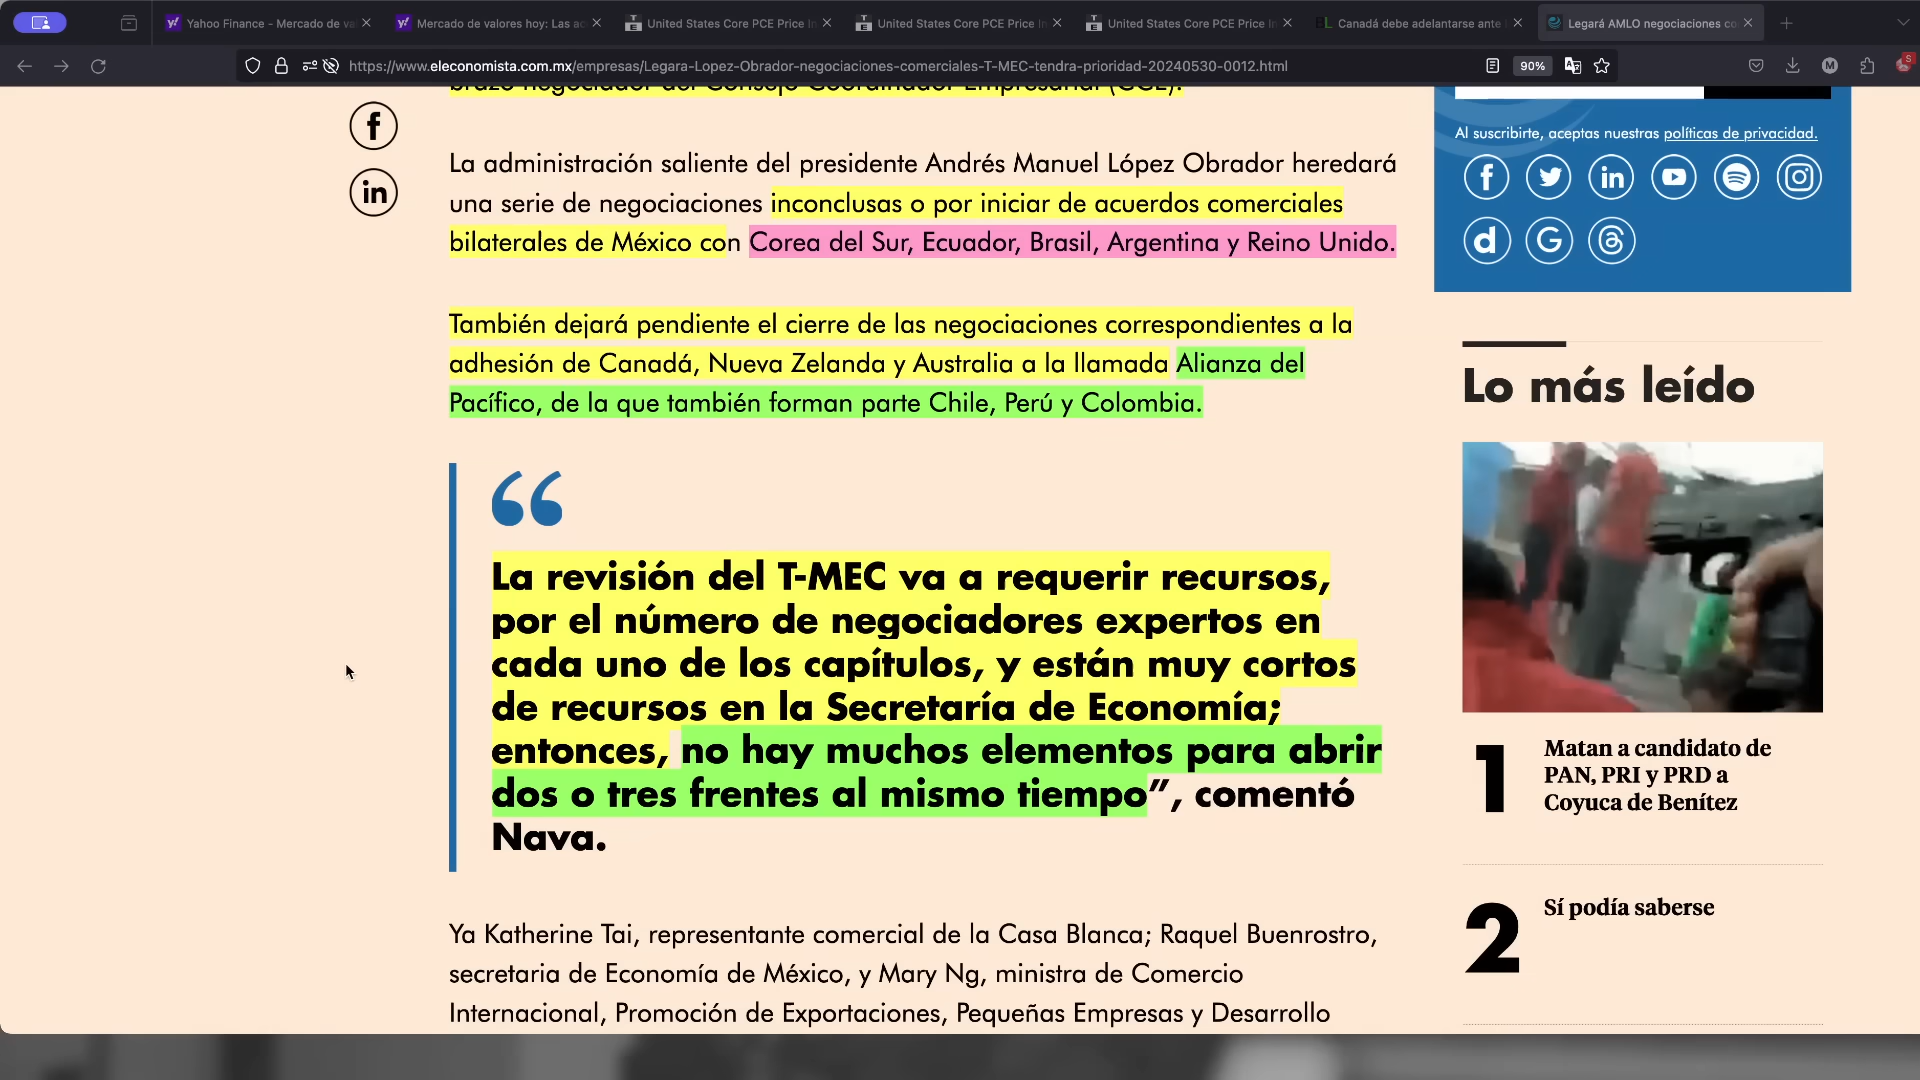 Yahoo Finance - Mercado de va
Mercado de valores hoy: Las ac
United States Core PCE Price In
United States Core PCE Price In
United States Core PCE Price In
Canadá debe adelantarse ante
Legará AMLO negociaciones co
https://www.eleconomista.com.mx/empresas/Legara-Lopez-Obrador-negociaciones-comerciales-T-MEC-tendra-prioridad-20240530-0012.html
90%
brazo negociador del Consejo Coordinador Empresarial (CCE).
La administración saliente del presidente Andrés Manuel López Obrador heredará
una serie de negociaciones inconclusas o por iniciar de acuerdos comerciales
bilaterales de México con Corea del Sur, Ecuador, Brasil, Argentina y Reino Unido.
También dejará pendiente el cierre de las negociaciones correspondientes a la
adhesión de Canadá, Nueva Zelanda y Australia a la llamada Alianza del
Pacífico, de la que también forman parte Chile, Perú y Colombia.
“
La revisión del T-MEC va a requerir recursos,
por el número de negociadores expertos en
cada uno de los capítulos, y están muy cortos
de recursos en la Secretaría de Economía;
entonces, no hay muchos elementos para abrir
dos o tres frentes al mismo tiempo”, comentó
Nava.
Ya Katherine Tai, representante comercial de la Casa Blanca; Raquel Buenrostro,
secretaria de Economía de México, y Mary Ng, ministra de Comercio
Internacional, Promoción de Exportaciones, Pequeñas Empresas y Desarrollo
Al suscribirte, aceptas nuestras políticas de privacidad.
Lo más leído
1
Matan a candidato de
PAN, PRI y PRD a
Coyuca de Benítez
2
Sí podía saberse